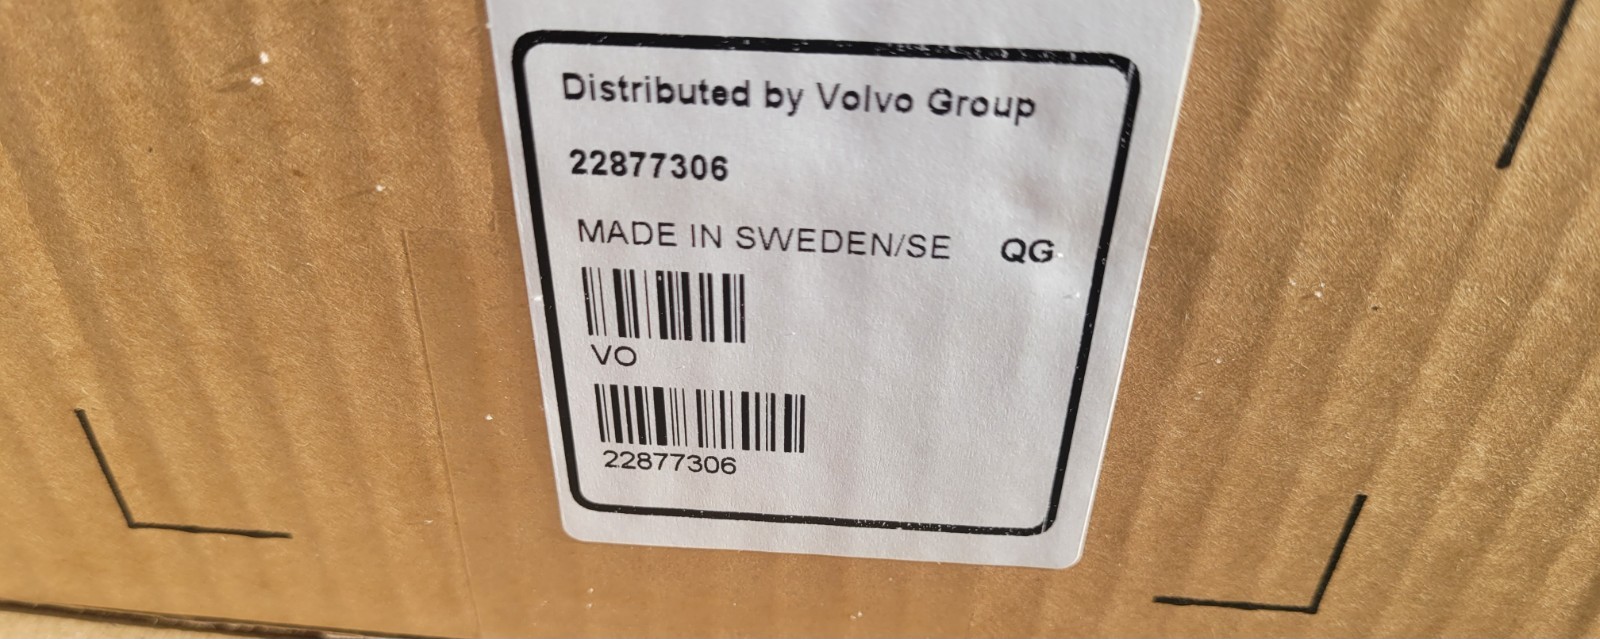 Distributed by Volvo Group
22877306
MADE IN SWEDEN/SE QG
VO
22877306